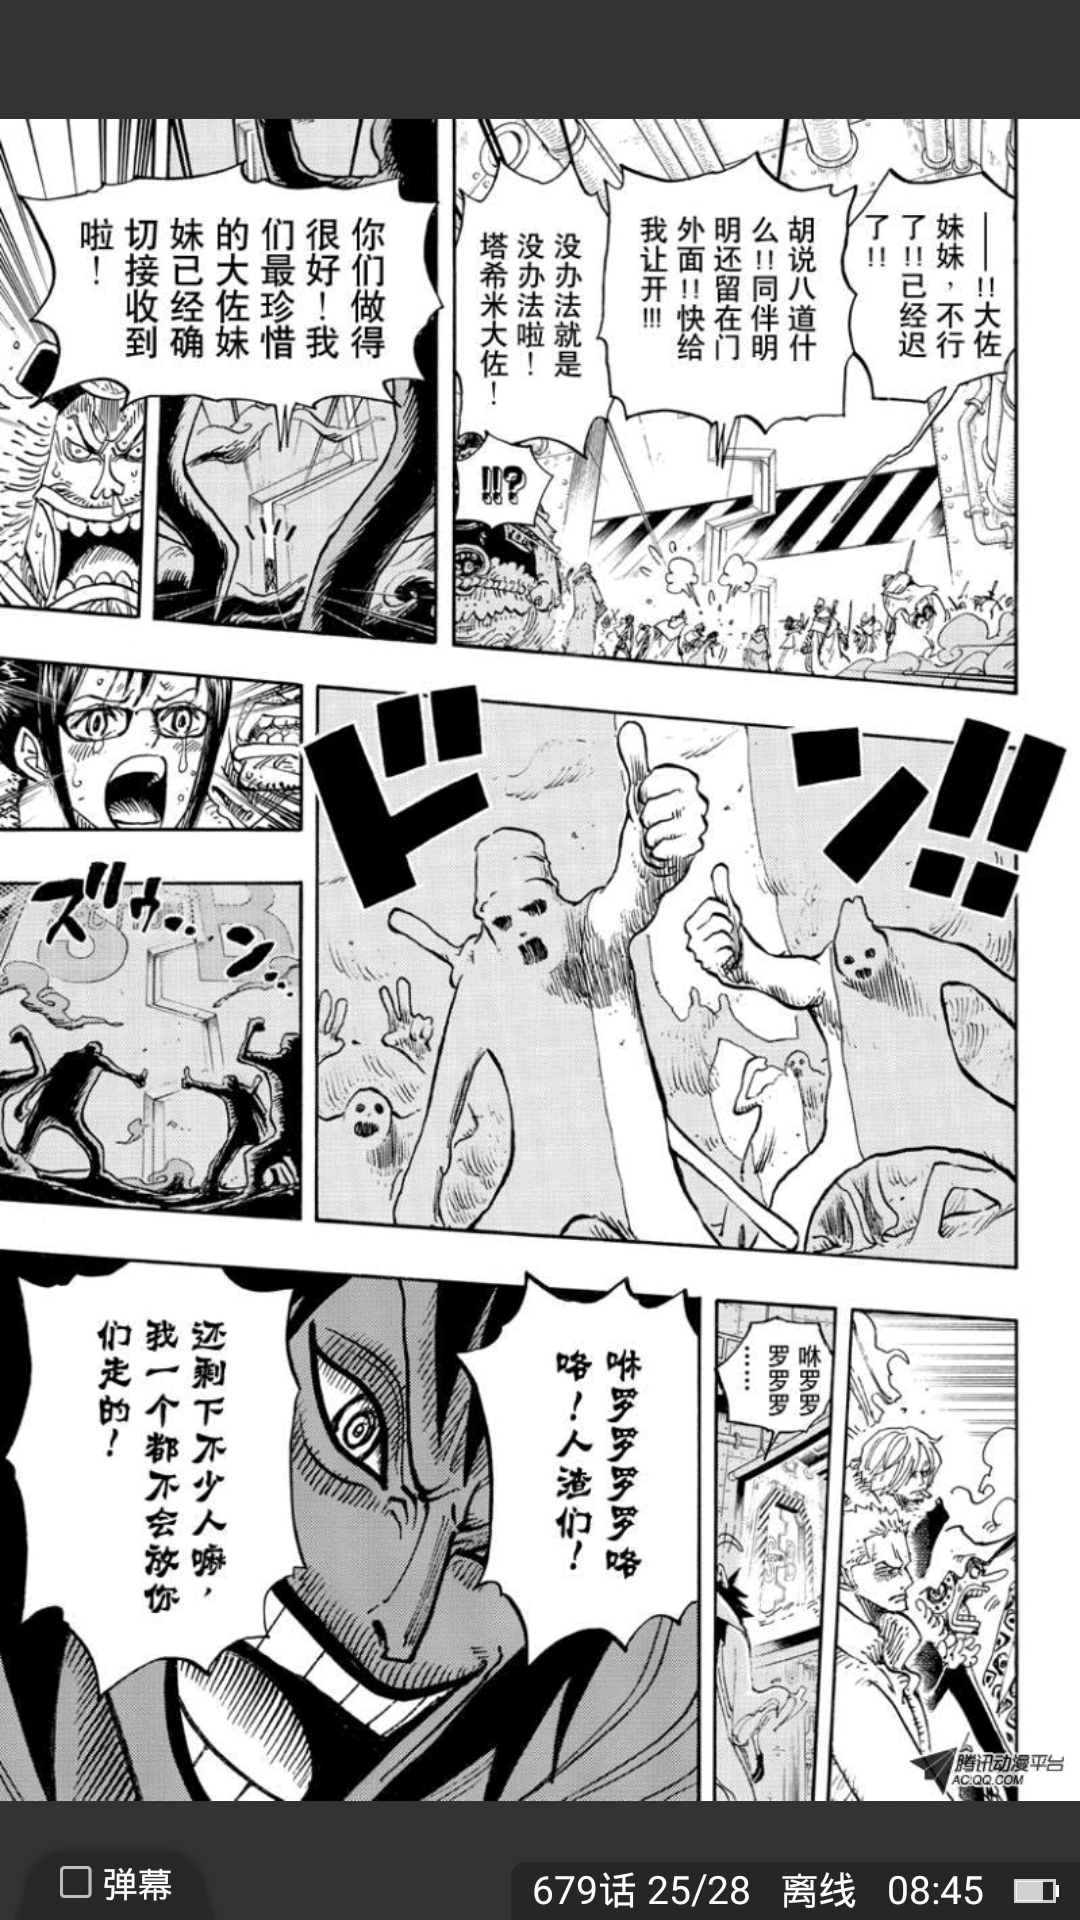 ——!!大佐
妹妹，不行
了!!已经迟
了!!
胡说八道什
么!!同伴明
明还留在门
外面!!快给
我让开!!!
没办法就是
没办法啦！
塔希米大佐！
!!?
你们做得
很好！我
们最珍惜
的大佐妹
妹已经确
切接收到
啦！
ドン!!
ズゥ…ン…
咻罗罗
罗罗罗
……
咻罗罗罗罗咯
咯！人渣们！
还剩下不少人嘛，
我一个都不会放你
们走的！
腾讯动漫平台
AC.QQ.COM
弹幕
679话 25/28 离线 08:45